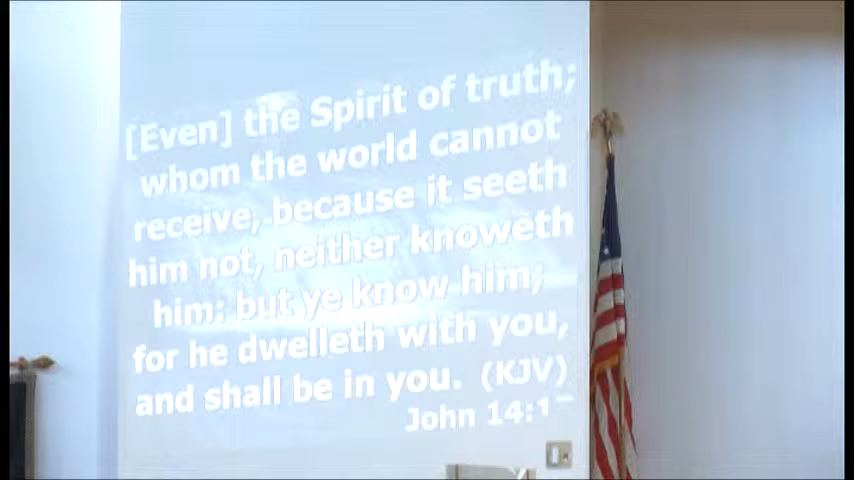 [Even] the Spirit of truth;
whom the world cannot
receive, because it seeth
him not, neither knoweth
him: but ye know him;
for he dwelleth with you,
and shall be in you. (KJV)
John